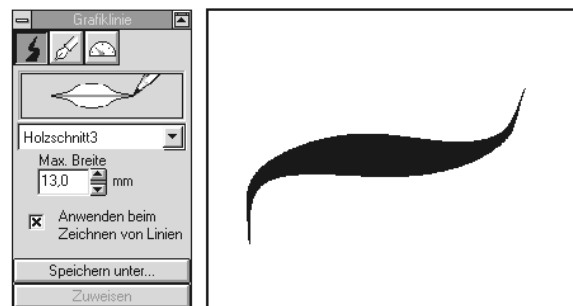 Grafiklinie
Holzschnitt3
Max. Breite
13,0 mm
Anwenden beim
Zeichnen von Linien
Speichern unter...
Zuweisen